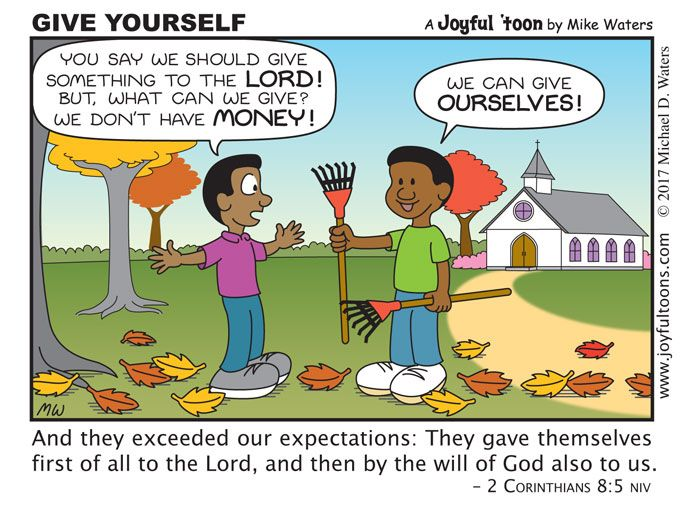 GIVE YOURSELF
A Joyful 'toon by Mike Waters
YOU SAY WE SHOULD GIVE
SOMETHING TO THE LORD!
BUT, WHAT CAN WE GIVE?
WE DON'T HAVE MONEY!
WE CAN GIVE
OURSELVES!
www.joyfultoons.com © 2017 Michael D. Waters
MW
And they exceeded our expectations: They gave themselves
first of all to the Lord, and then by the will of God also to us.
– 2 CORINTHIANS 8:5 NIV